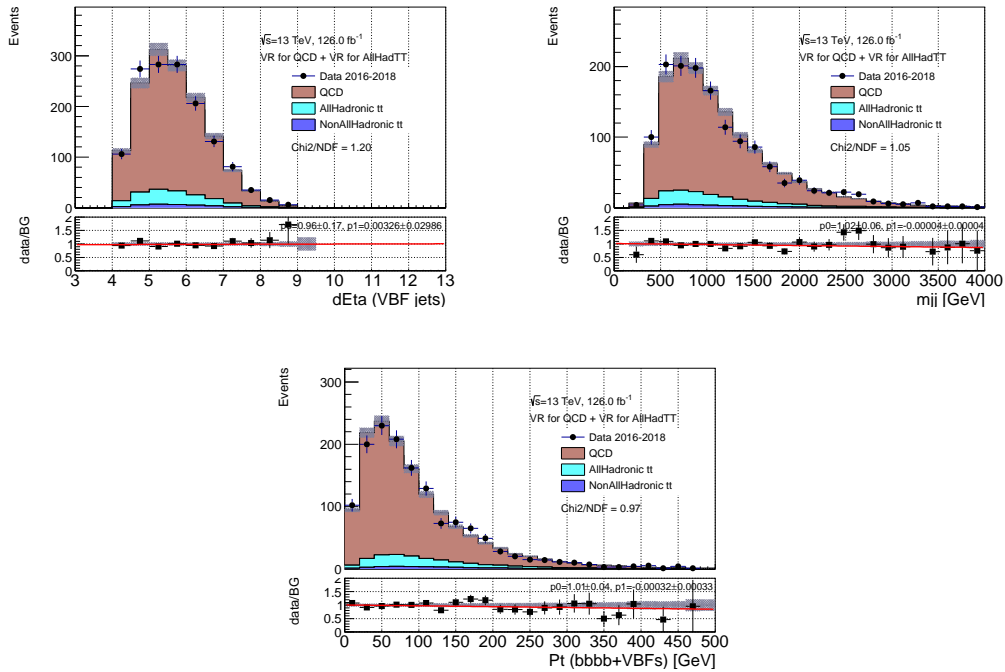 Events
300
200
100
0
√s=13 TeV, 126.0 fb⁻¹
VR for QCD + VR for AllHadTT
Data 2016-2018
QCD
AllHadronic tt
NonAllHadronic tt
Chi2/NDF = 1.20
data/BG
2
1.5
1
0.5
0
p0=0.96±0.17, p1=0.00326±0.02986
3 4 5 6 7 8 9 10 11 12 13
dEta (VBF jets)
Events
200
100
0
√s=13 TeV, 126.0 fb⁻¹
VR for QCD + VR for AllHadTT
Data 2016-2018
QCD
AllHadronic tt
NonAllHadronic tt
Chi2/NDF = 1.05
data/BG
2
1.5
1
0.5
0
p0=1.02±0.06, p1=-0.00004±0.00004
0 500 1000 1500 2000 2500 3000 3500 4000
mjj [GeV]
Events
300
200
100
0
√s=13 TeV, 126.0 fb⁻¹
VR for QCD + VR for AllHadTT
Data 2016-2018
QCD
AllHadronic tt
NonAllHadronic tt
Chi2/NDF = 0.97
data/BG
2
1.5
1
0.5
0
p0=1.01±0.04, p1=-0.00032±0.00033
0 50 100 150 200 250 300 350 400 450 500
Pt (bbbb+VBFs) [GeV]